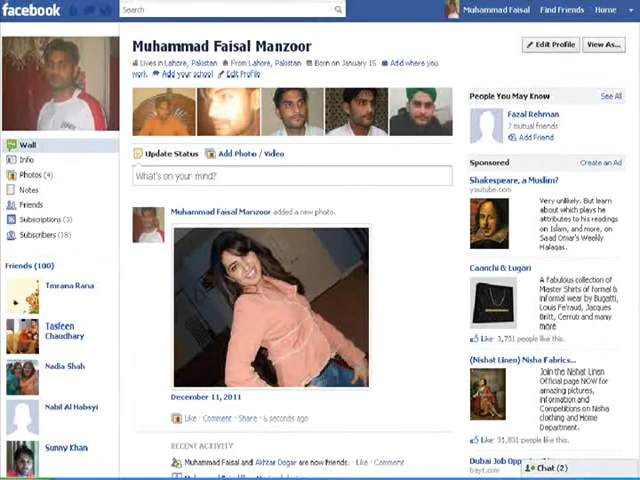 facebook
Search
Muhammad Faisal
Find Friends
Home
Muhammad Faisal Manzoor
Edit Profile
View As...
Lives in Lahore, Pakistan
From Lahore, Pakistan
Born on January 15
Add where you work
Add your school
Edit Profile
Wall
Info
Photos (4)
Notes
Friends
Subscriptions (3)
Subscribers (18)
Friends (100)
Imrana Rana
Tasleen Chaudhary
Nadia Shah
Nabil Al Habsyi
Sunny Khan
Update Status
Add Photo / Video
What's on your mind?
Muhammad Faisal Manzoor added a new photo.
December 11, 2011
Like · Comment · Share · 6 seconds ago
RECENT ACTIVITY
Muhammad Faisal and Akhtar Dogar are now friends. · Like · Comment
People You May Know
See All
Fazal Rehman
7 mutual friends
Add Friend
Sponsored
Create an Ad
Shakespeare, a Muslim?
youtube.com
Very unlikely. But learn
about which plays he
attributes to his readings
on Islam, and more, on
Saad Omar's Weekly
Halaqas.
Caanchi & Lugari
A fabulous collection of
Master Shirts of formal &
informal wear by Bugatti,
Louis Fe'raud, Jacques
Britt, Cerruti and many
more
Like · 3,731 people like this.
(Nishat Linen) Nisha Fabrics...
Join the Nishat Linen
Official page NOW for
amazing pictures,
information and
Competitions on Nisha
clothing and Home
Department.
Like · 31,831 people like this.
Dubai Job
bayt.com
Chat (2)